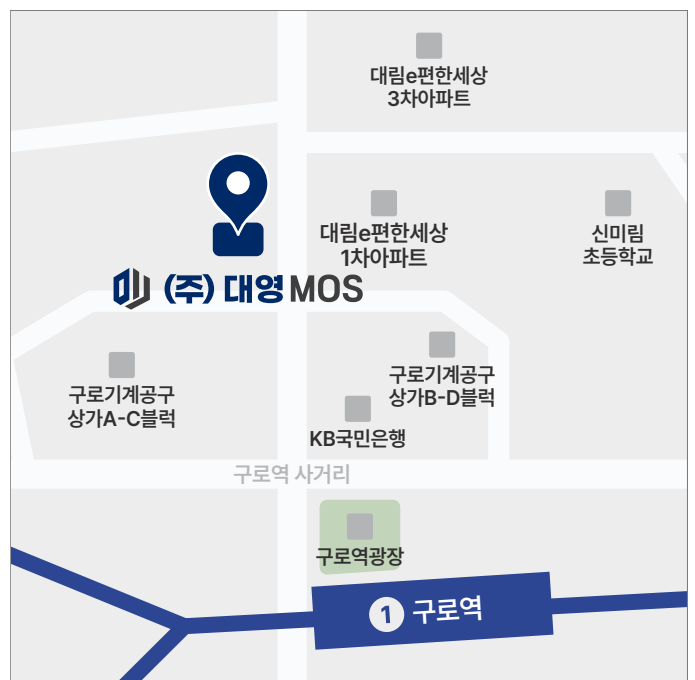 대림e편한세상
3차아파트
대림e편한세상
1차아파트
신미림
초등학교
(주) 대영MOS
구로기계공구
상가A-C블럭
구로기계공구
상가B-D블럭
KB국민은행
구로역 사거리
구로역광장
1 구로역